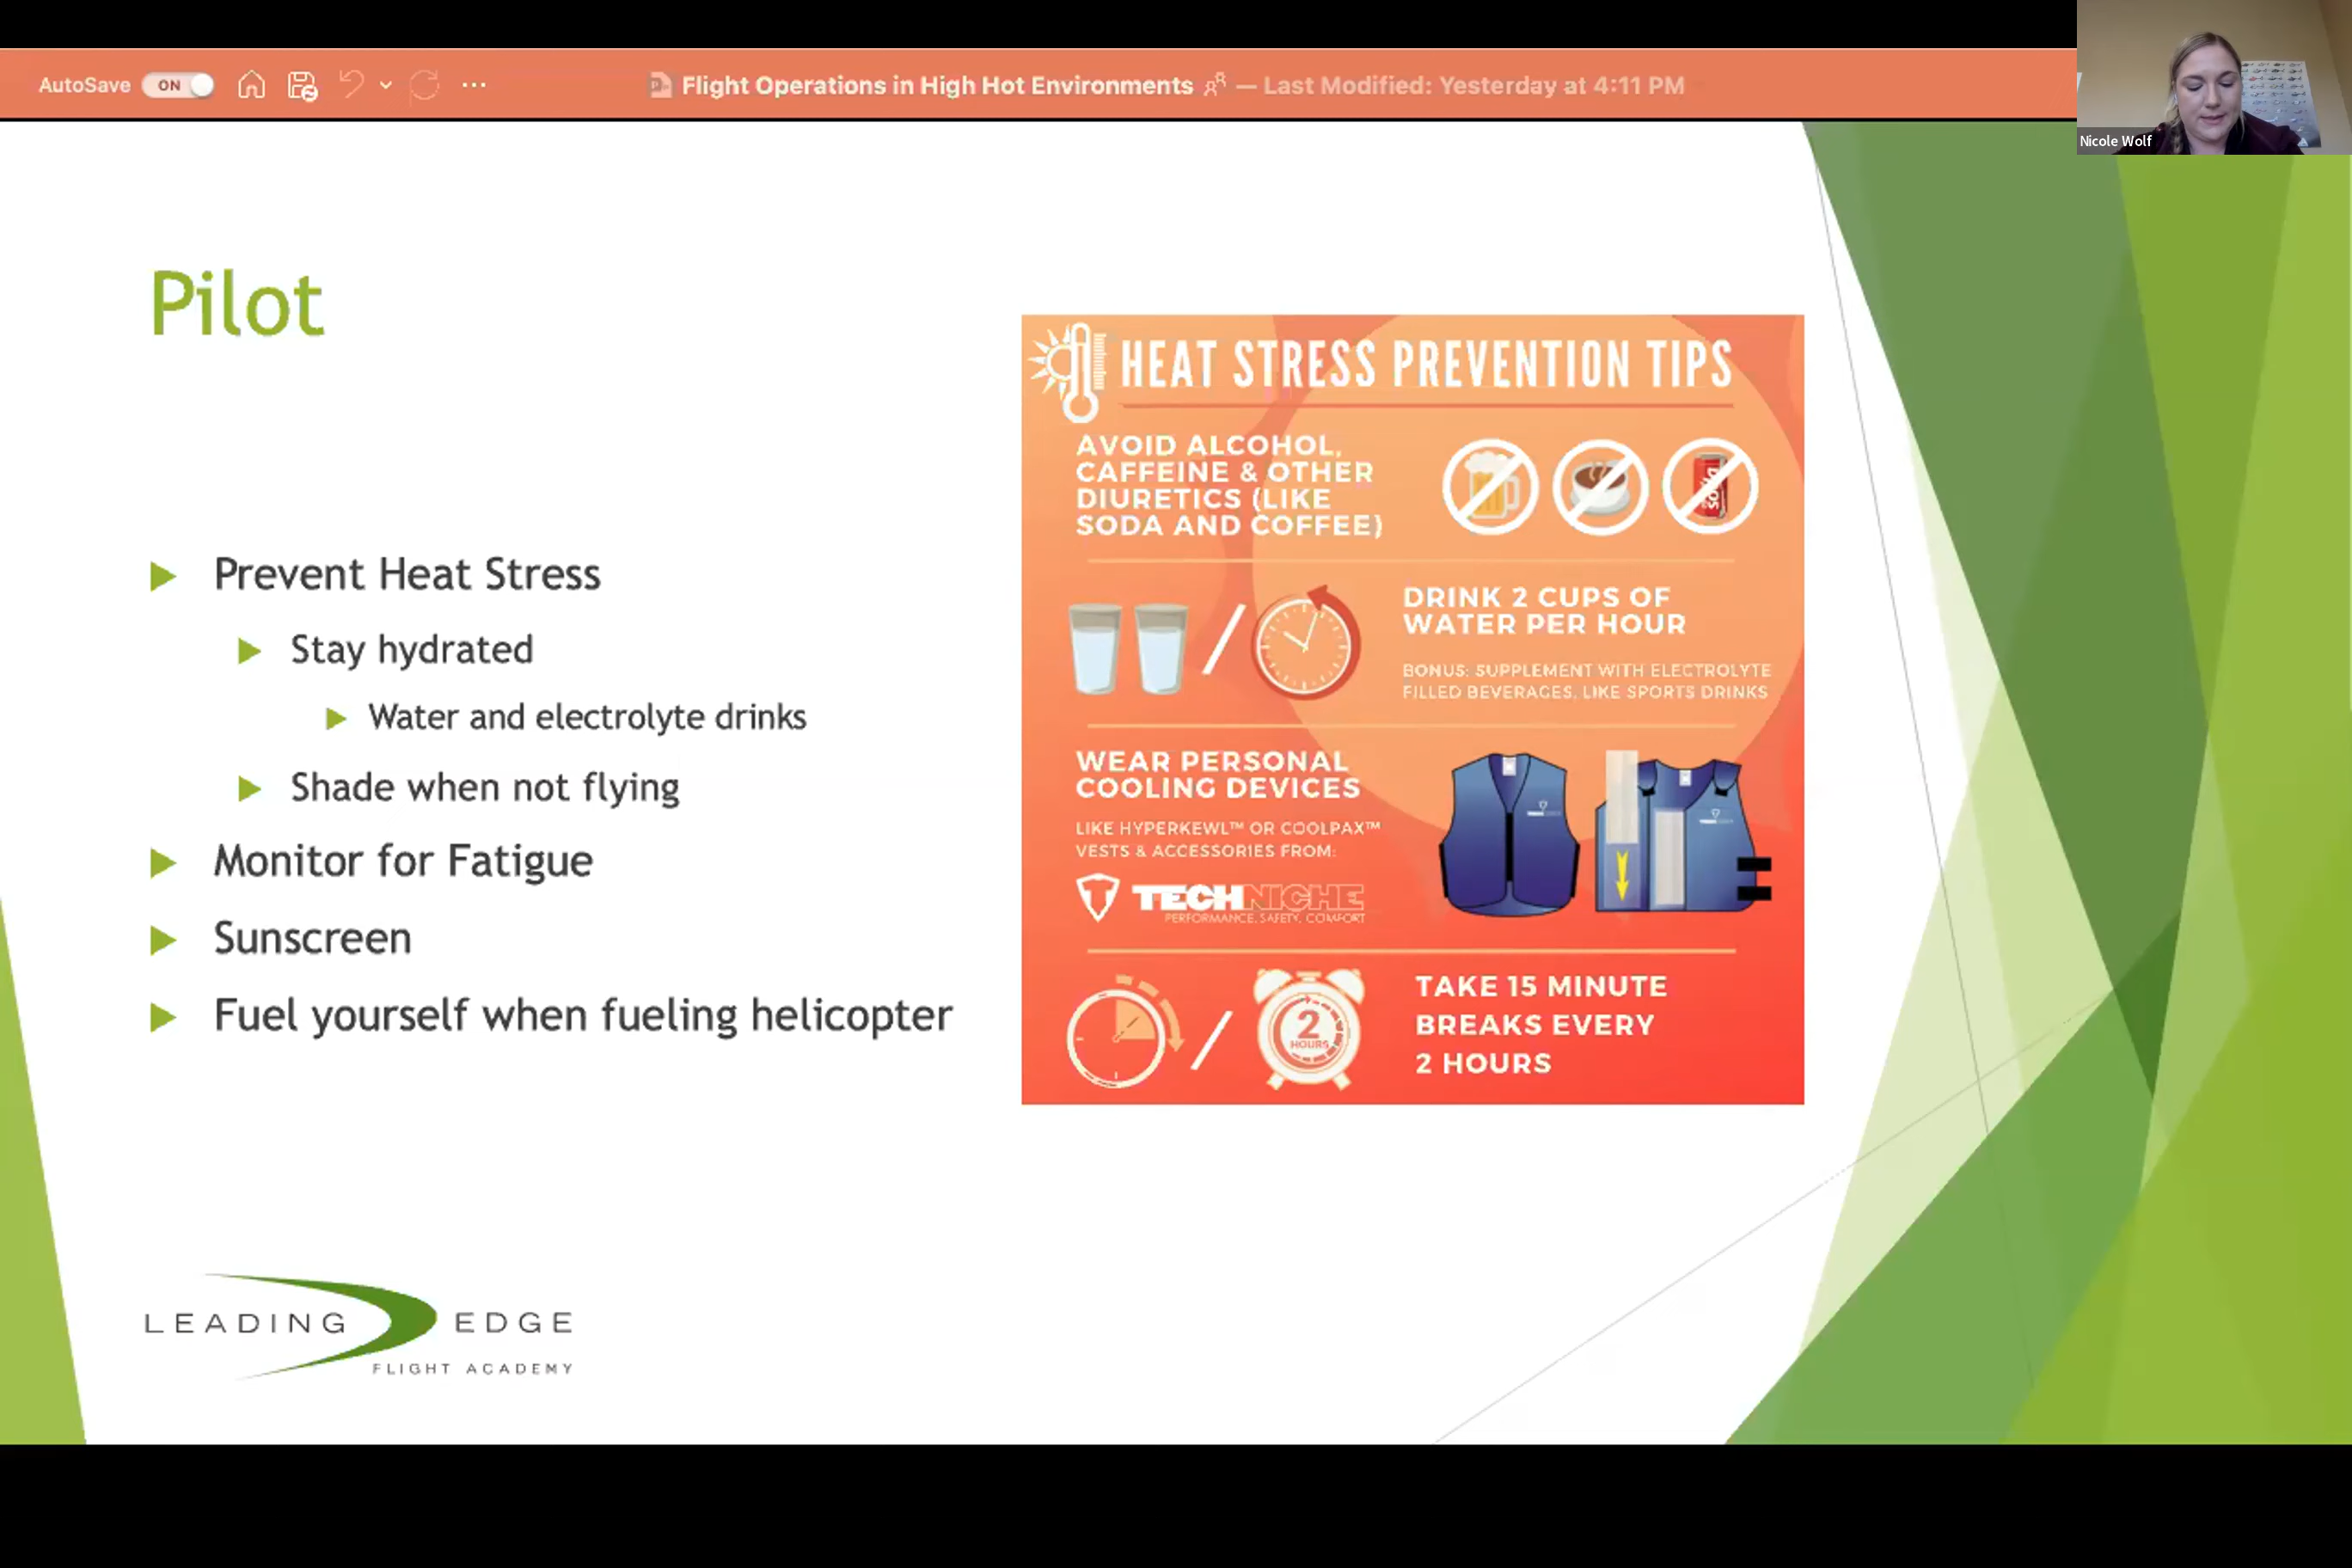 AutoSave ON
Flight Operations in High Hot Environments — Last Modified: Yesterday at 4:11 PM
Nicole Wolf
Pilot
Prevent Heat Stress
Stay hydrated
Water and electrolyte drinks
Shade when not flying
Monitor for Fatigue
Sunscreen
Fuel yourself when fueling helicopter
HEAT STRESS PREVENTION TIPS
AVOID ALCOHOL,
CAFFEINE & OTHER
DIURETICS (LIKE
SODA AND COFFEE)
SODA
DRINK 2 CUPS OF
WATER PER HOUR
BONUS: SUPPLEMENT WITH ELECTROLYTE
FILLED BEVERAGES, LIKE SPORTS DRINKS
WEAR PERSONAL
COOLING DEVICES
LIKE HYPERKEWL™ OR COOLPAX™
VESTS & ACCESSORIES FROM:
TECHNICHE
PERFORMANCE. SAFETY. COMFORT
2
HOURS
TAKE 15 MINUTE
BREAKS EVERY
2 HOURS
LEADING EDGE
FLIGHT ACADEMY